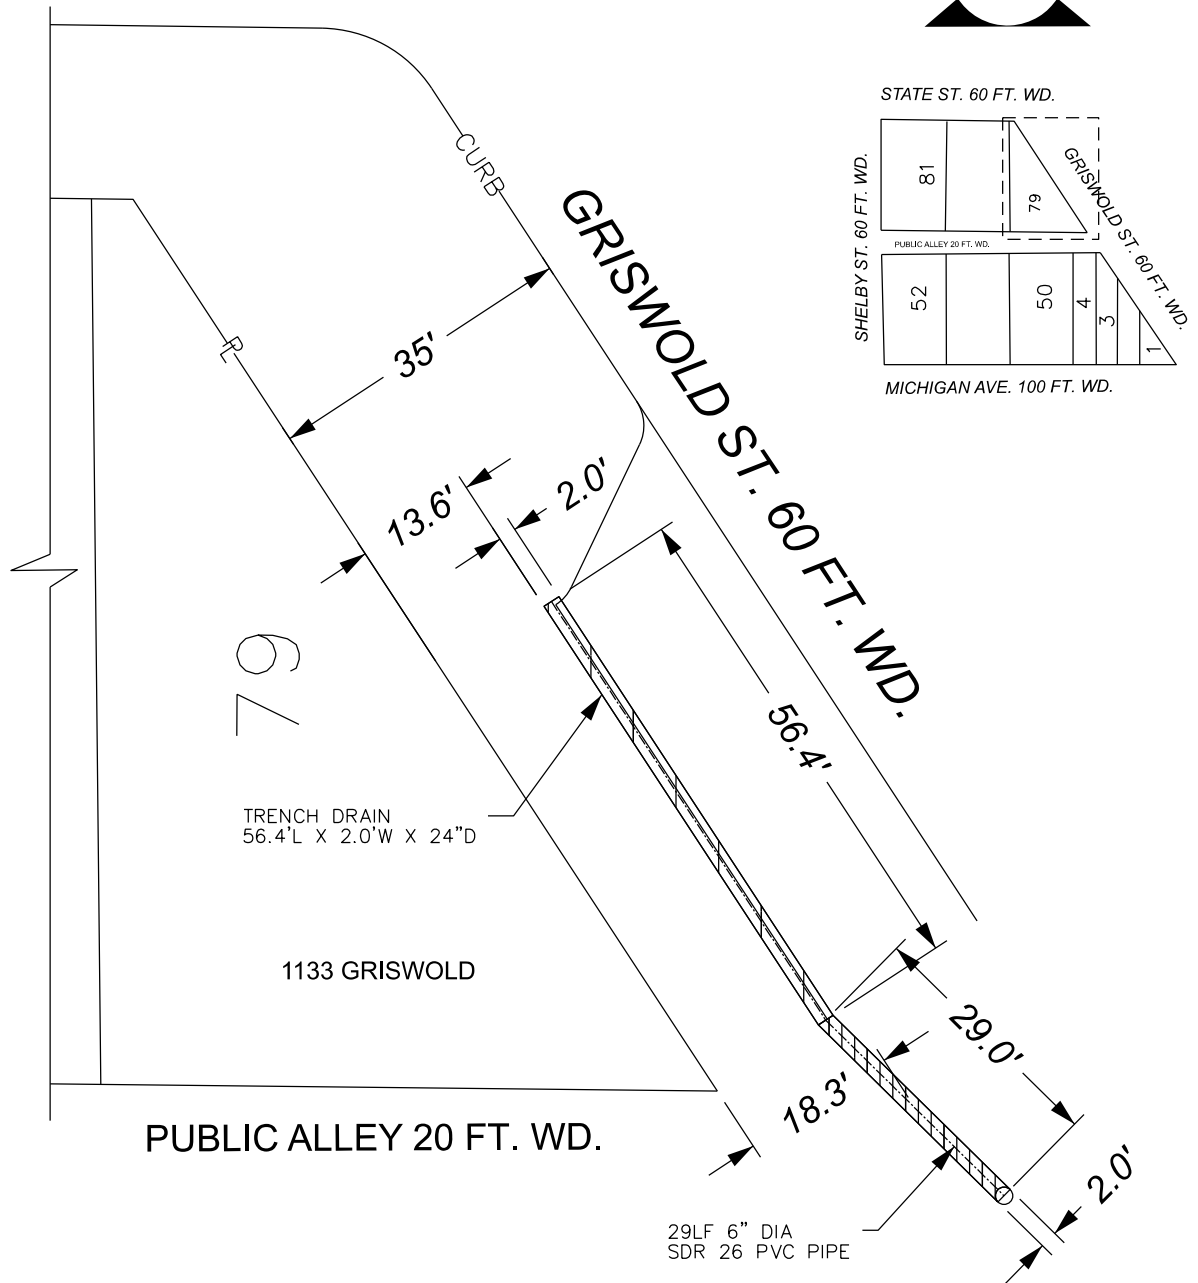 STATE ST. 60 FT. WD.
SHELBY ST. 60 FT. WD.
81
79
GRISWOLD ST. 60 FT. WD.
PUBLIC ALLEY 20 FT. WD.
52
50
4
3
1
MICHIGAN AVE. 100 FT. WD.
CURB
GRISWOLD ST. 60 FT. WD.
PL
35'
13.6'
2.0'
79
56.4'
TRENCH DRAIN
56.4'L X 2.0'W X 24"D
1133 GRISWOLD
29.0'
18.3'
PUBLIC ALLEY 20 FT. WD.
2.0'
29LF 6" DIA
SDR 26 PVC PIPE